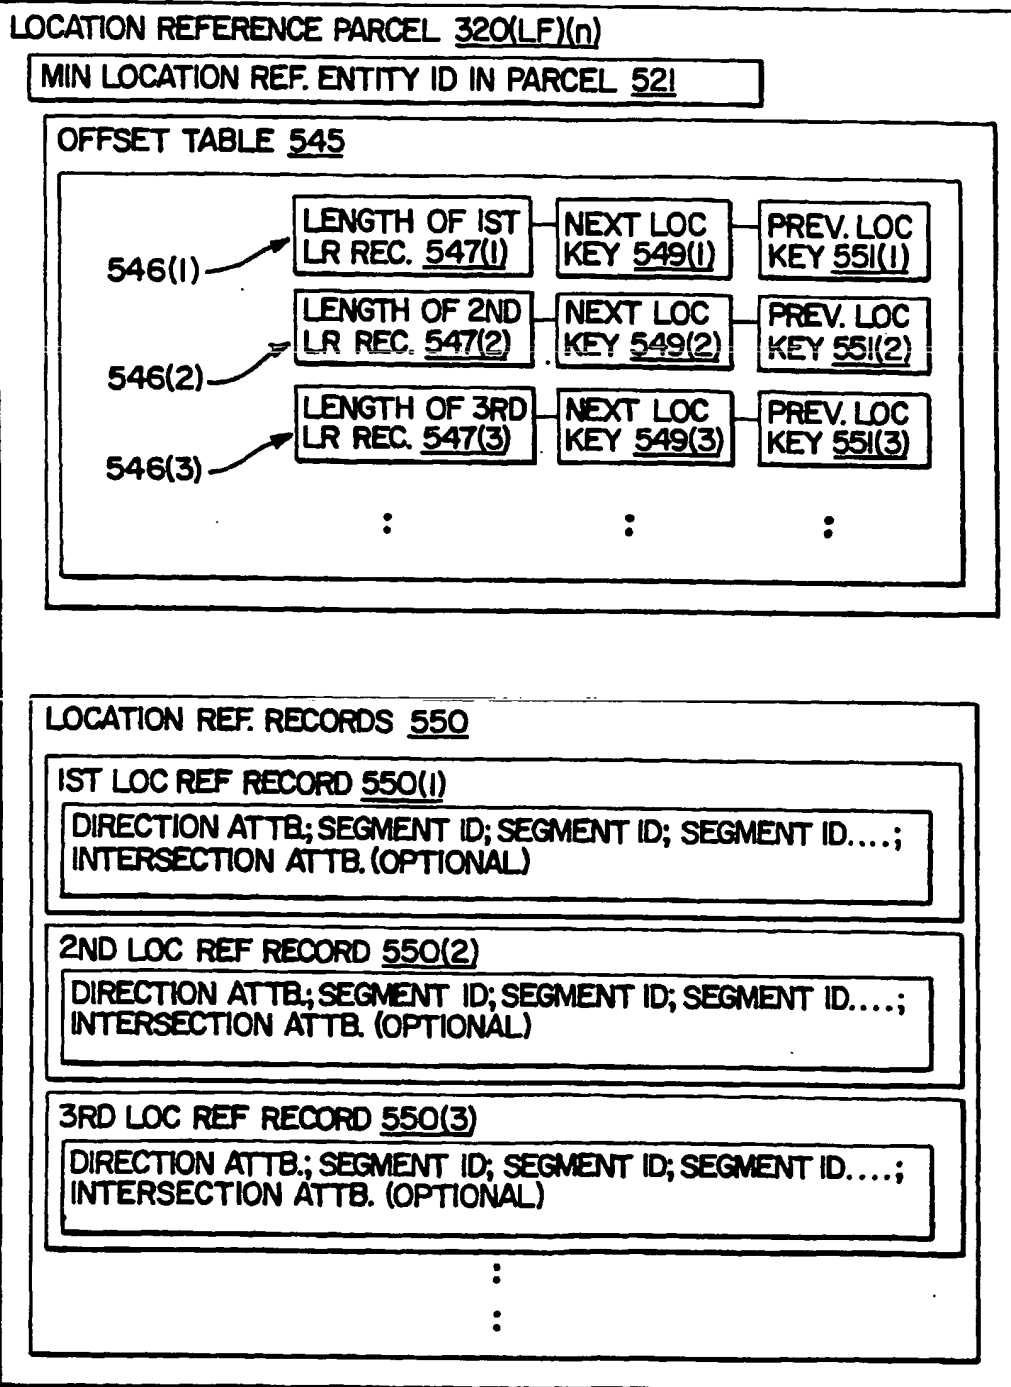 LOCATION REFERENCE PARCEL 320(LF)(n)
MIN LOCATION REF. ENTITY ID IN PARCEL 521
OFFSET TABLE 545
546(1)
LENGTH OF 1ST
LR REC. 547(1)
NEXT LOC
KEY 549(1)
PREV. LOC
KEY 551(1)
546(2)
LENGTH OF 2ND
LR REC. 547(2)
NEXT LOC
KEY 549(2)
PREV. LOC
KEY 551(2)
546(3)
LENGTH OF 3RD
LR REC. 547(3)
NEXT LOC
KEY 549(3)
PREV. LOC
KEY 551(3)
LOCATION REF. RECORDS 550
1ST LOC REF RECORD 550(1)
DIRECTION ATTB.; SEGMENT ID; SEGMENT ID; SEGMENT ID....;
INTERSECTION ATTB. (OPTIONAL)
2ND LOC REF RECORD 550(2)
DIRECTION ATTB.; SEGMENT ID; SEGMENT ID; SEGMENT ID....;
INTERSECTION ATTB. (OPTIONAL)
3RD LOC REF RECORD 550(3)
DIRECTION ATTB.; SEGMENT ID; SEGMENT ID; SEGMENT ID....;
INTERSECTION ATTB. (OPTIONAL)